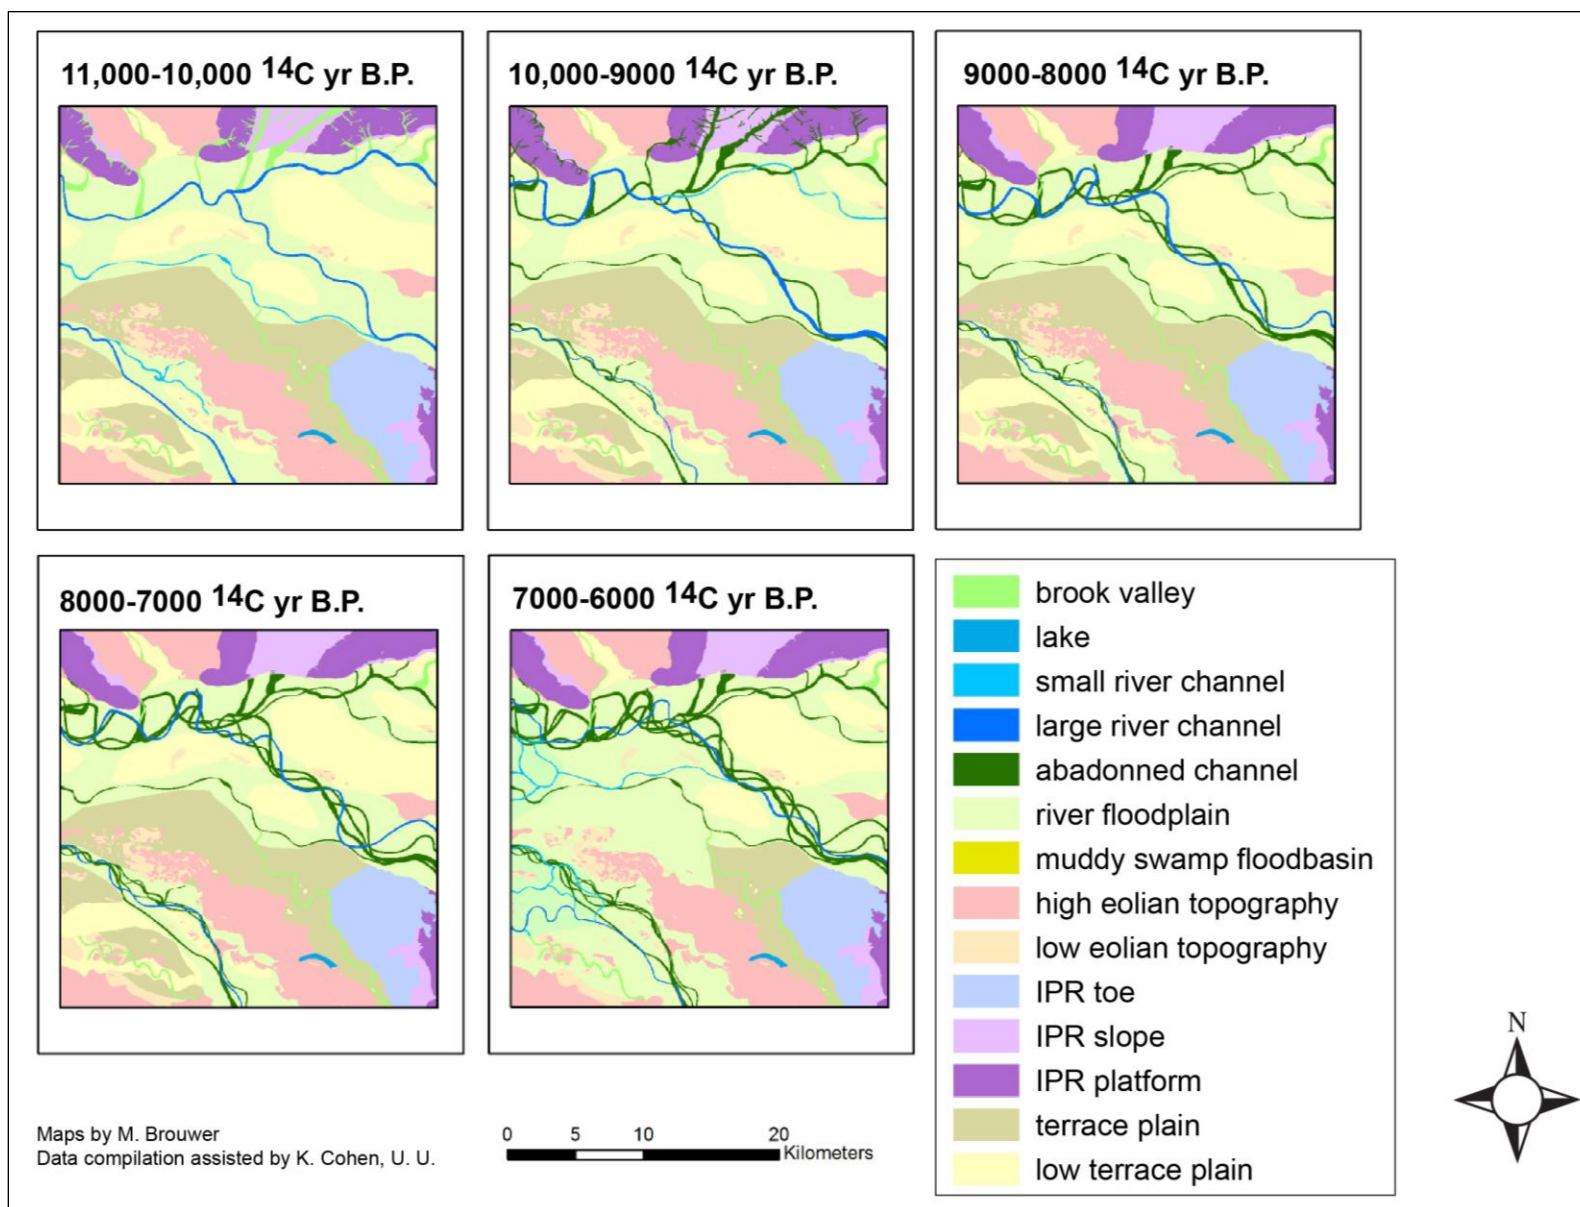 11,000-10,000 14C yr B.P.
10,000-9000 14C yr B.P.
9000-8000 14C yr B.P.
8000-7000 14C yr B.P.
7000-6000 14C yr B.P.
brook valley
lake
small river channel
large river channel
abadonned channel
river floodplain
muddy swamp floodbasin
high eolian topography
low eolian topography
IPR toe
IPR slope
IPR platform
terrace plain
low terrace plain
N
Maps by M. Brouwer
Data compilation assisted by K. Cohen, U. U.
0 5 10 20
Kilometers